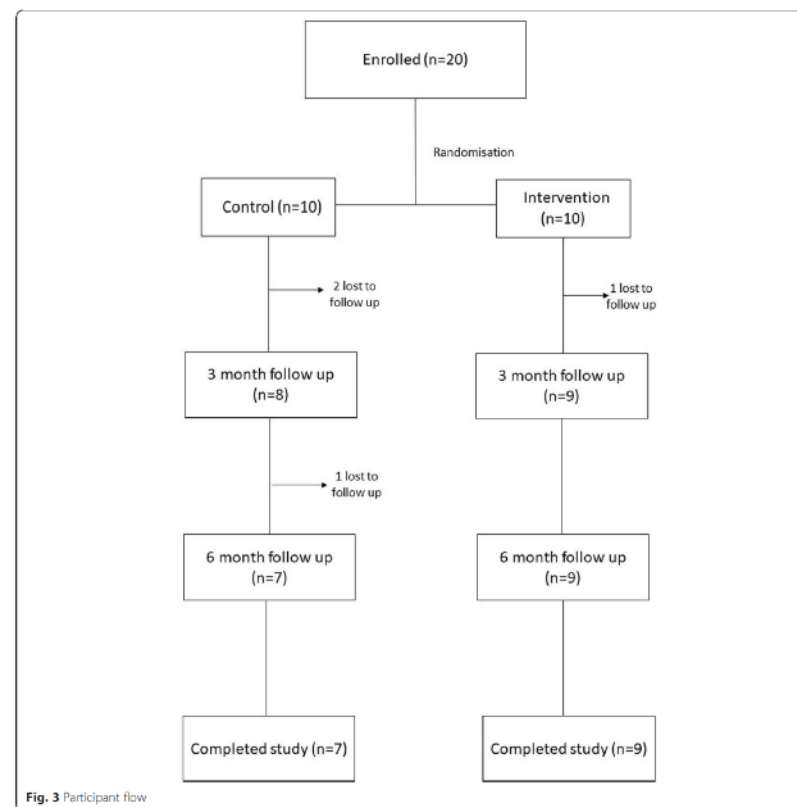 Enrolled (n=20)
Randomisation
Control (n=10)
Intervention
(n=10)
2 lost to
follow up
1 lost to
follow up
3 month follow up
(n=8)
3 month follow up
(n=9)
1 lost to
follow up
6 month follow up
(n=7)
6 month follow up
(n=9)
Completed study (n=7)
Completed study (n=9)
Fig. 3 Participant flow